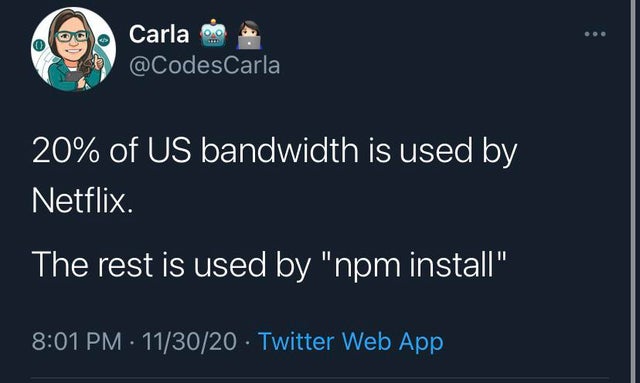 Carla 🤖 👩🏻‍💻
@CodesCarla
20% of US bandwidth is used by
Netflix.
The rest is used by "npm install"
8:01 PM · 11/30/20 · Twitter Web App